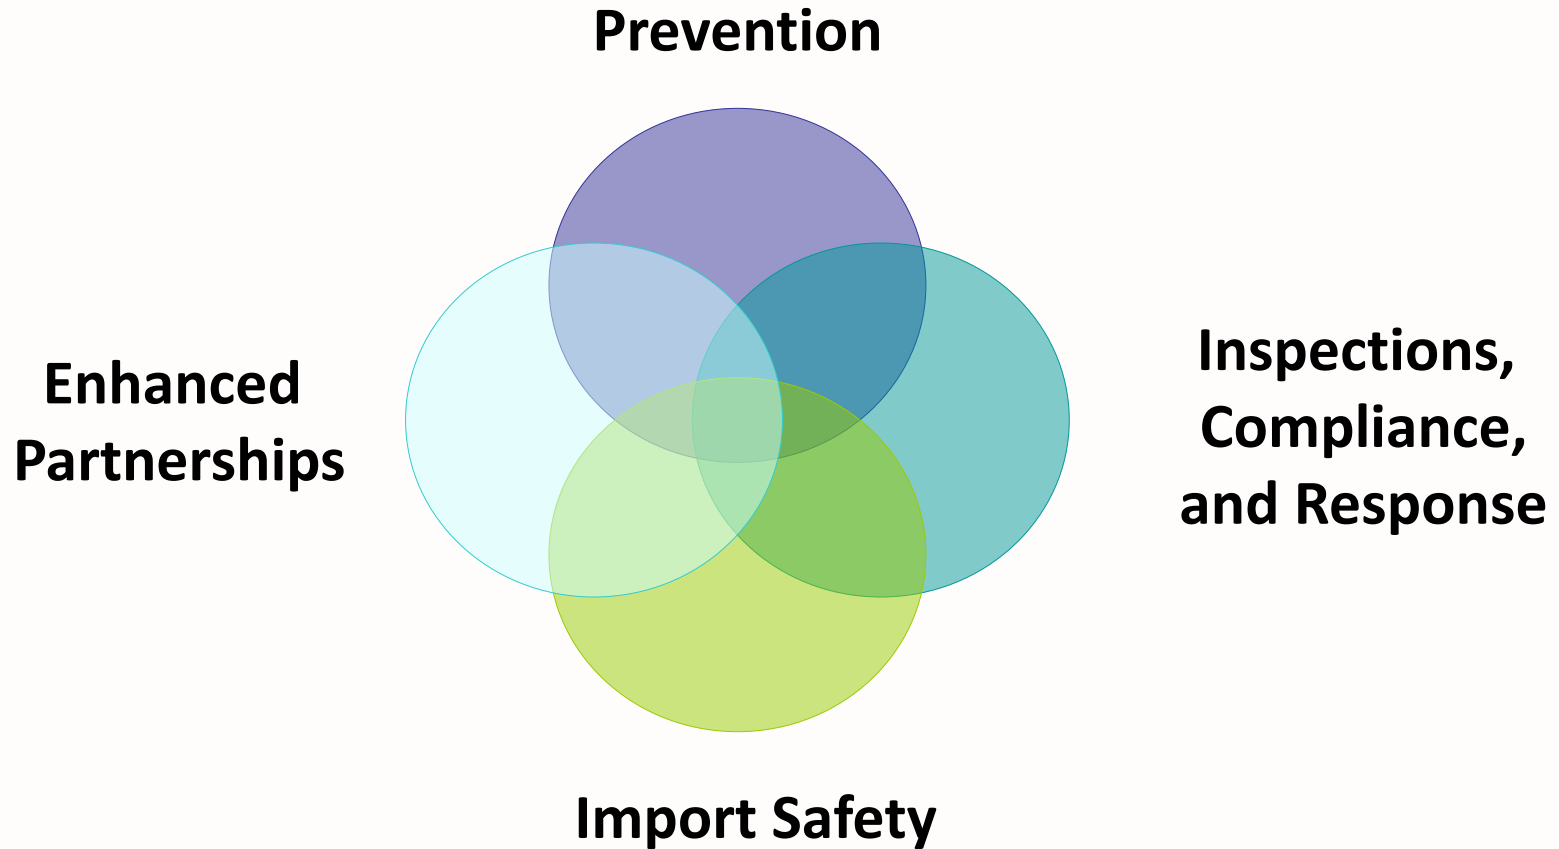 Prevention
Enhanced
Partnerships
Inspections,
Compliance,
and Response
Import Safety